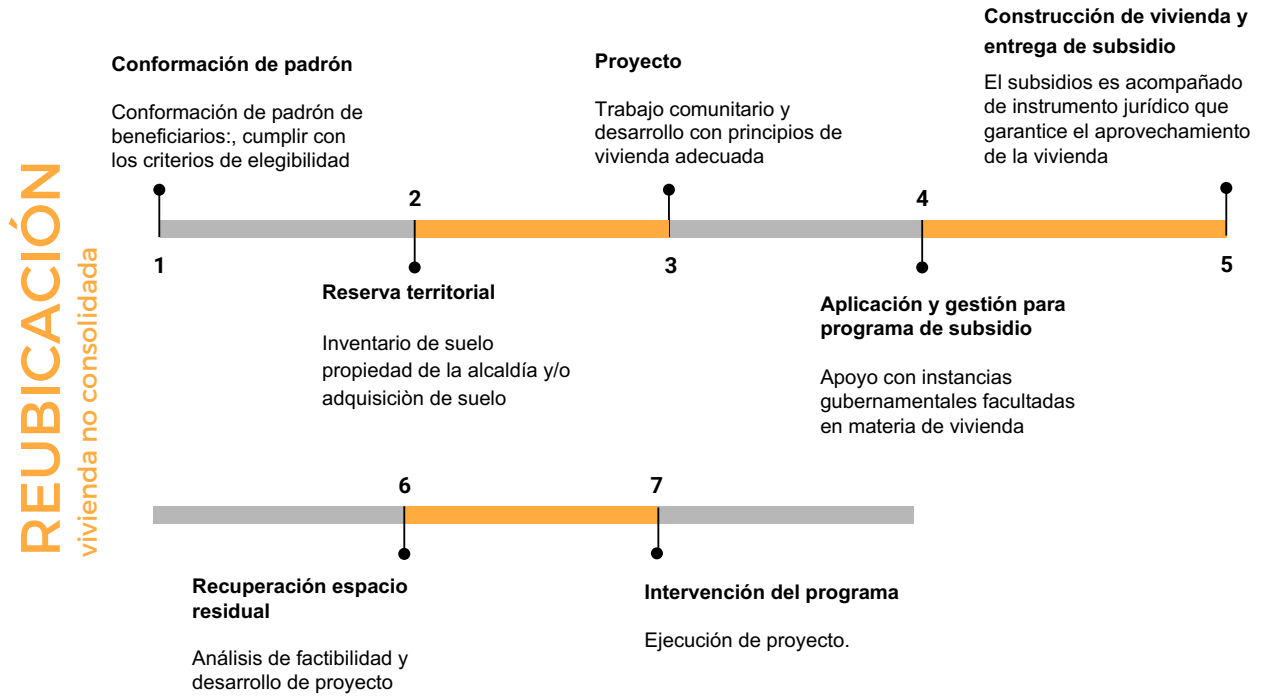 REUBICACIÓN
vivienda no consolidada
Conformación de padrón
Conformación de padrón de
beneficiarios:, cumplir con
los criterios de elegibilidad
1
2
Reserva territorial
Inventario de suelo
propiedad de la alcaldía y/o
adquisiciòn de suelo
Proyecto
Trabajo comunitario y
desarrollo con principios de
vivienda adecuada
3
4
Aplicación y gestión para
programa de subsidio
Apoyo con instancias
gubernamentales facultadas
en materia de vivienda
Construcción de vivienda y
entrega de subsidio
El subsidios es acompañado
de instrumento jurídico que
garantice el aprovechamiento
de la vivienda
5
6
Recuperación espacio
residual
Análisis de factibilidad y
desarrollo de proyecto
7
Intervención del programa
Ejecución de proyecto.